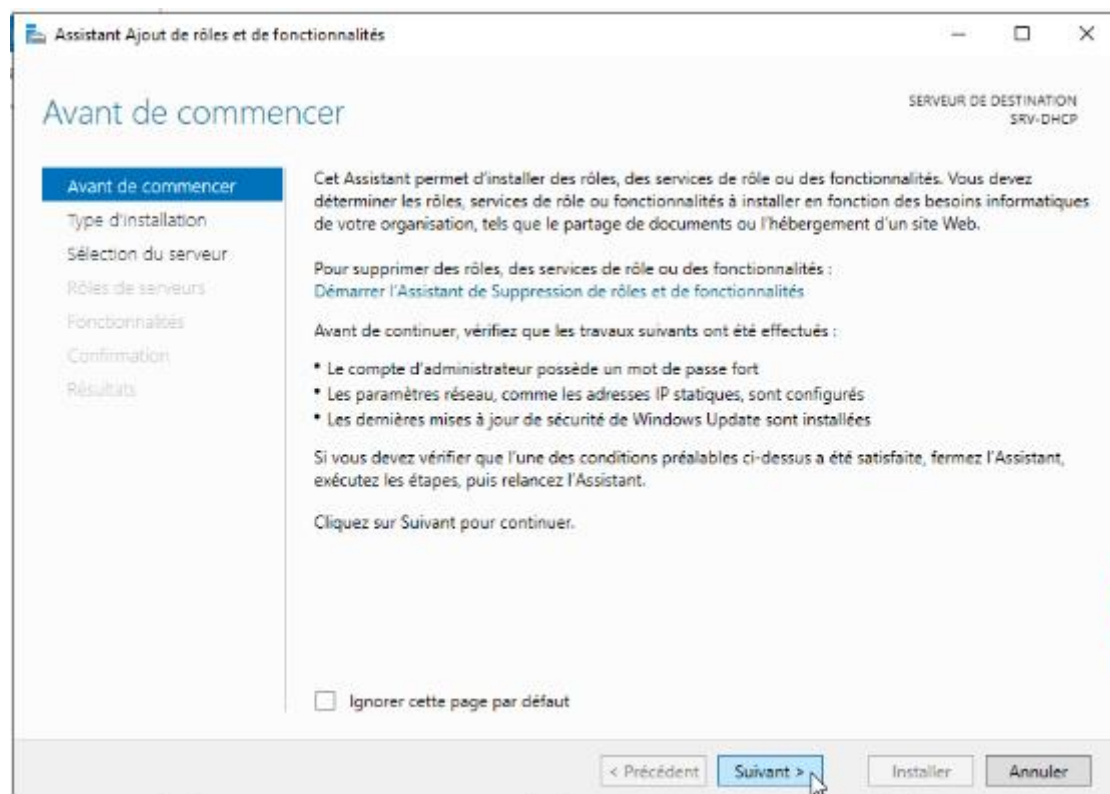 Assistant Ajout de rôles et de fonctionnalités
Avant de commencer
SERVEUR DE DESTINATION
SRV-DHCP
Avant de commencer
Type d'installation
Sélection du serveur
Rôles de serveurs
Fonctionnalités
Confirmation
Résultats
Cet Assistant permet d'installer des rôles, des services de rôle ou des fonctionnalités. Vous devez
déterminer les rôles, services de rôle ou fonctionnalités à installer en fonction des besoins informatiques
de votre organisation, tels que le partage de documents ou l'hébergement d'un site Web.
Pour supprimer des rôles, des services de rôle ou des fonctionnalités :
Démarrer l'Assistant de Suppression de rôles et de fonctionnalités
Avant de continuer, vérifiez que les travaux suivants ont été effectués :
• Le compte d'administrateur possède un mot de passe fort
• Les paramètres réseau, comme les adresses IP statiques, sont configurés
• Les dernières mises à jour de sécurité de Windows Update sont installées
Si vous devez vérifier que l'une des conditions préalables ci-dessus a été satisfaite, fermez l'Assistant,
exécutez les étapes, puis relancez l'Assistant.
Cliquez sur Suivant pour continuer.
Ignorer cette page par défaut
< Précédent Suivant > Installer Annuler